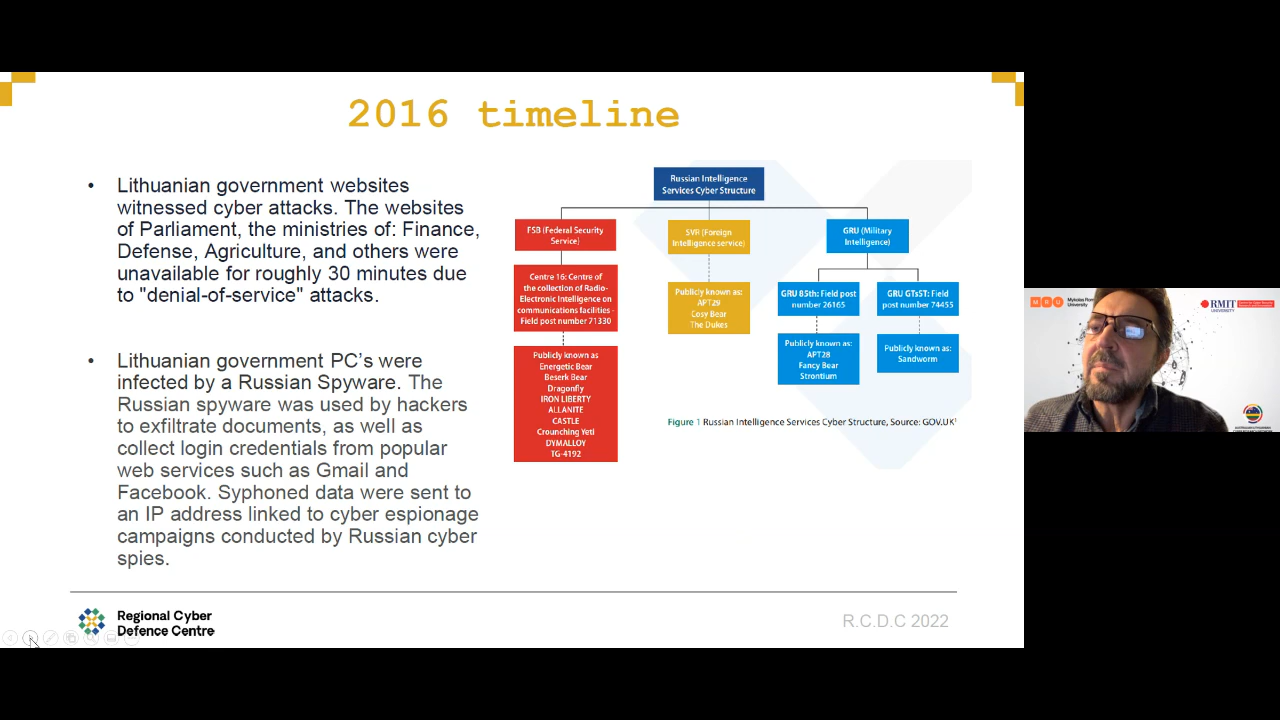 2016 timeline
• Lithuanian government websites
witnessed cyber attacks. The websites
of Parliament, the ministries of: Finance,
Defense, Agriculture, and others were
unavailable for roughly 30 minutes due
to "denial-of-service" attacks.
• Lithuanian government PC’s were
infected by a Russian Spyware. The
Russian spyware was used by hackers
to exfiltrate documents, as well as
collect login credentials from popular
web services such as Gmail and
Facebook. Syphoned data were sent to
an IP address linked to cyber espionage
campaigns conducted by Russian cyber
spies.
Russian Intelligence
Services Cyber Structure
FSB (Federal Security
Service)
Centre 16: Centre of
the collection of Radio-
Electronic Intelligence on
communications facilities -
Field post number 71330
Publicly known as
Energetic Bear
Beserk Bear
Dragonfly
IRON LIBERTY
ALLANITE
CASTLE
Crounching Yeti
DYMALLOY
TG-4192
SVR (Foreign
Intelligence service)
Publicly known as:
APT29
Cosy Bear
The Dukes
GRU (Military
Intelligence)
GRU 85th: Field post
number 26165
Publicly known as:
APT28
Fancy Bear
Strontium
GRU GTsST: Field
post number 74455
Publicly known as:
Sandworm
Figure 1 Russian Intelligence Services Cyber Structure, Source: GOV.UK¹
Regional Cyber
Defence Centre
R.C.D.C 2022
MRU
Mykolas Rom
University
RMIT
UNIVERSITY